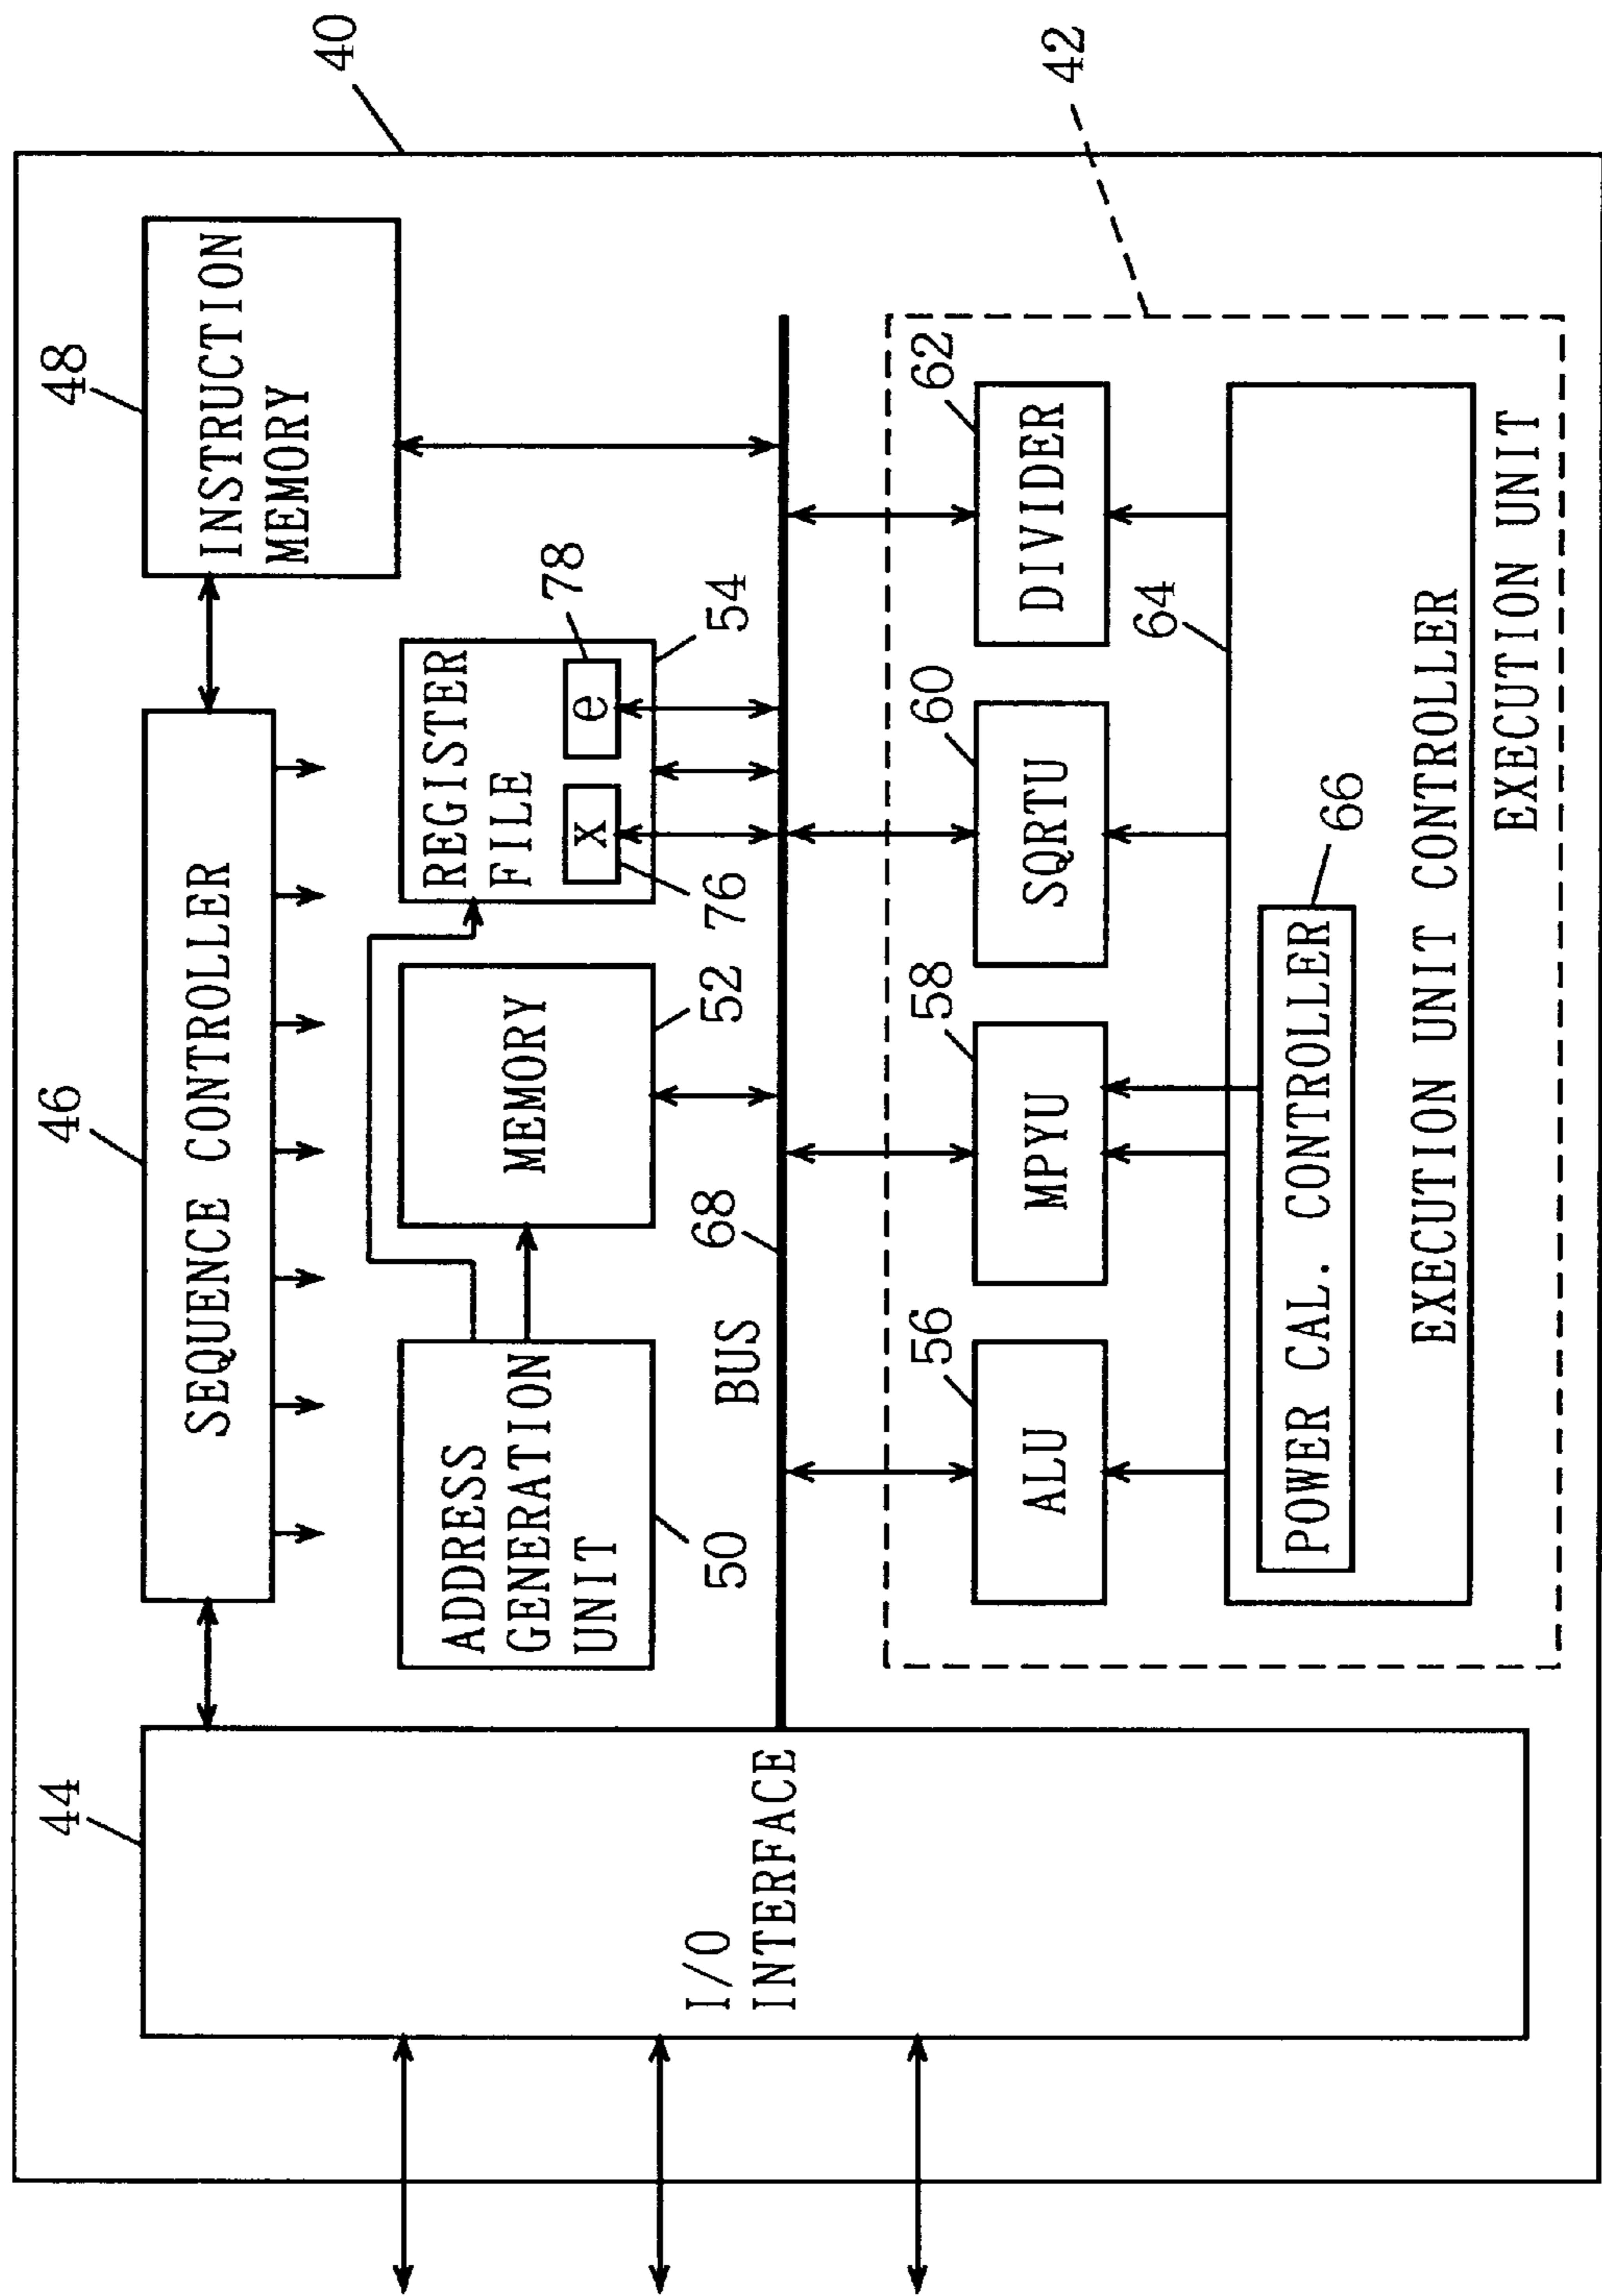 40
44
46
48
SEQUENCE CONTROLLER
INSTRUCTION
MEMORY
ADDRESS
GENERATION
UNIT
50
MEMORY
52
REGISTER
FILE
x
e
76
78
54
I/O
INTERFACE
BUS
68
42
56
58
60
62
ALU
MPYU
SQRTU
DIVIDER
64
POWER CAL. CONTROLLER
66
EXECUTION UNIT CONTROLLER
EXECUTION UNIT